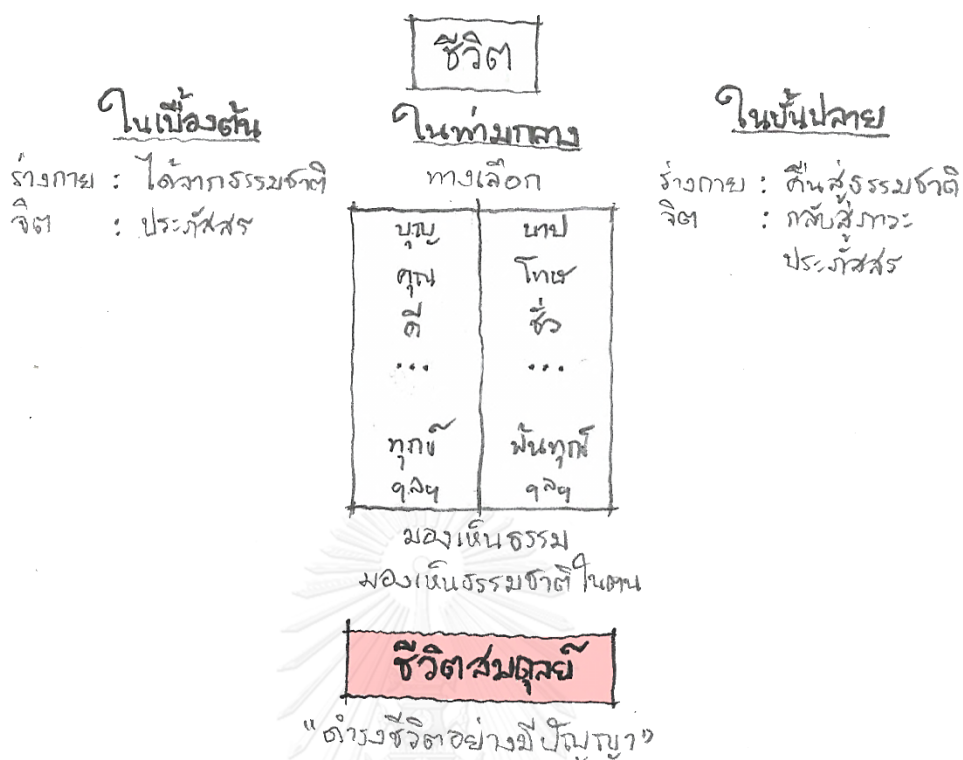 ชีวิต
ในเบื้องต้น
ร่างกาย : ได้จากธรรมชาติ
จิต : ประภัสสร
ในท่ามกลาง
ทางเลือก
บุญ บาป
คุณ โทษ
ดี ชั่ว
... ...
ทุกข์ พ้นทุกข์
ฯลฯ ฯลฯ
มองเห็นธรรม
มองเห็นธรรมชาติในตน
ในบั้นปลาย
ร่างกาย : คืนสู่ธรรมชาติ
จิต : กลับสู่ภาวะ
ประภัสสร
ชีวิตสมดุลย์
"ดำรงชีวิตอย่างมีปัญญา"